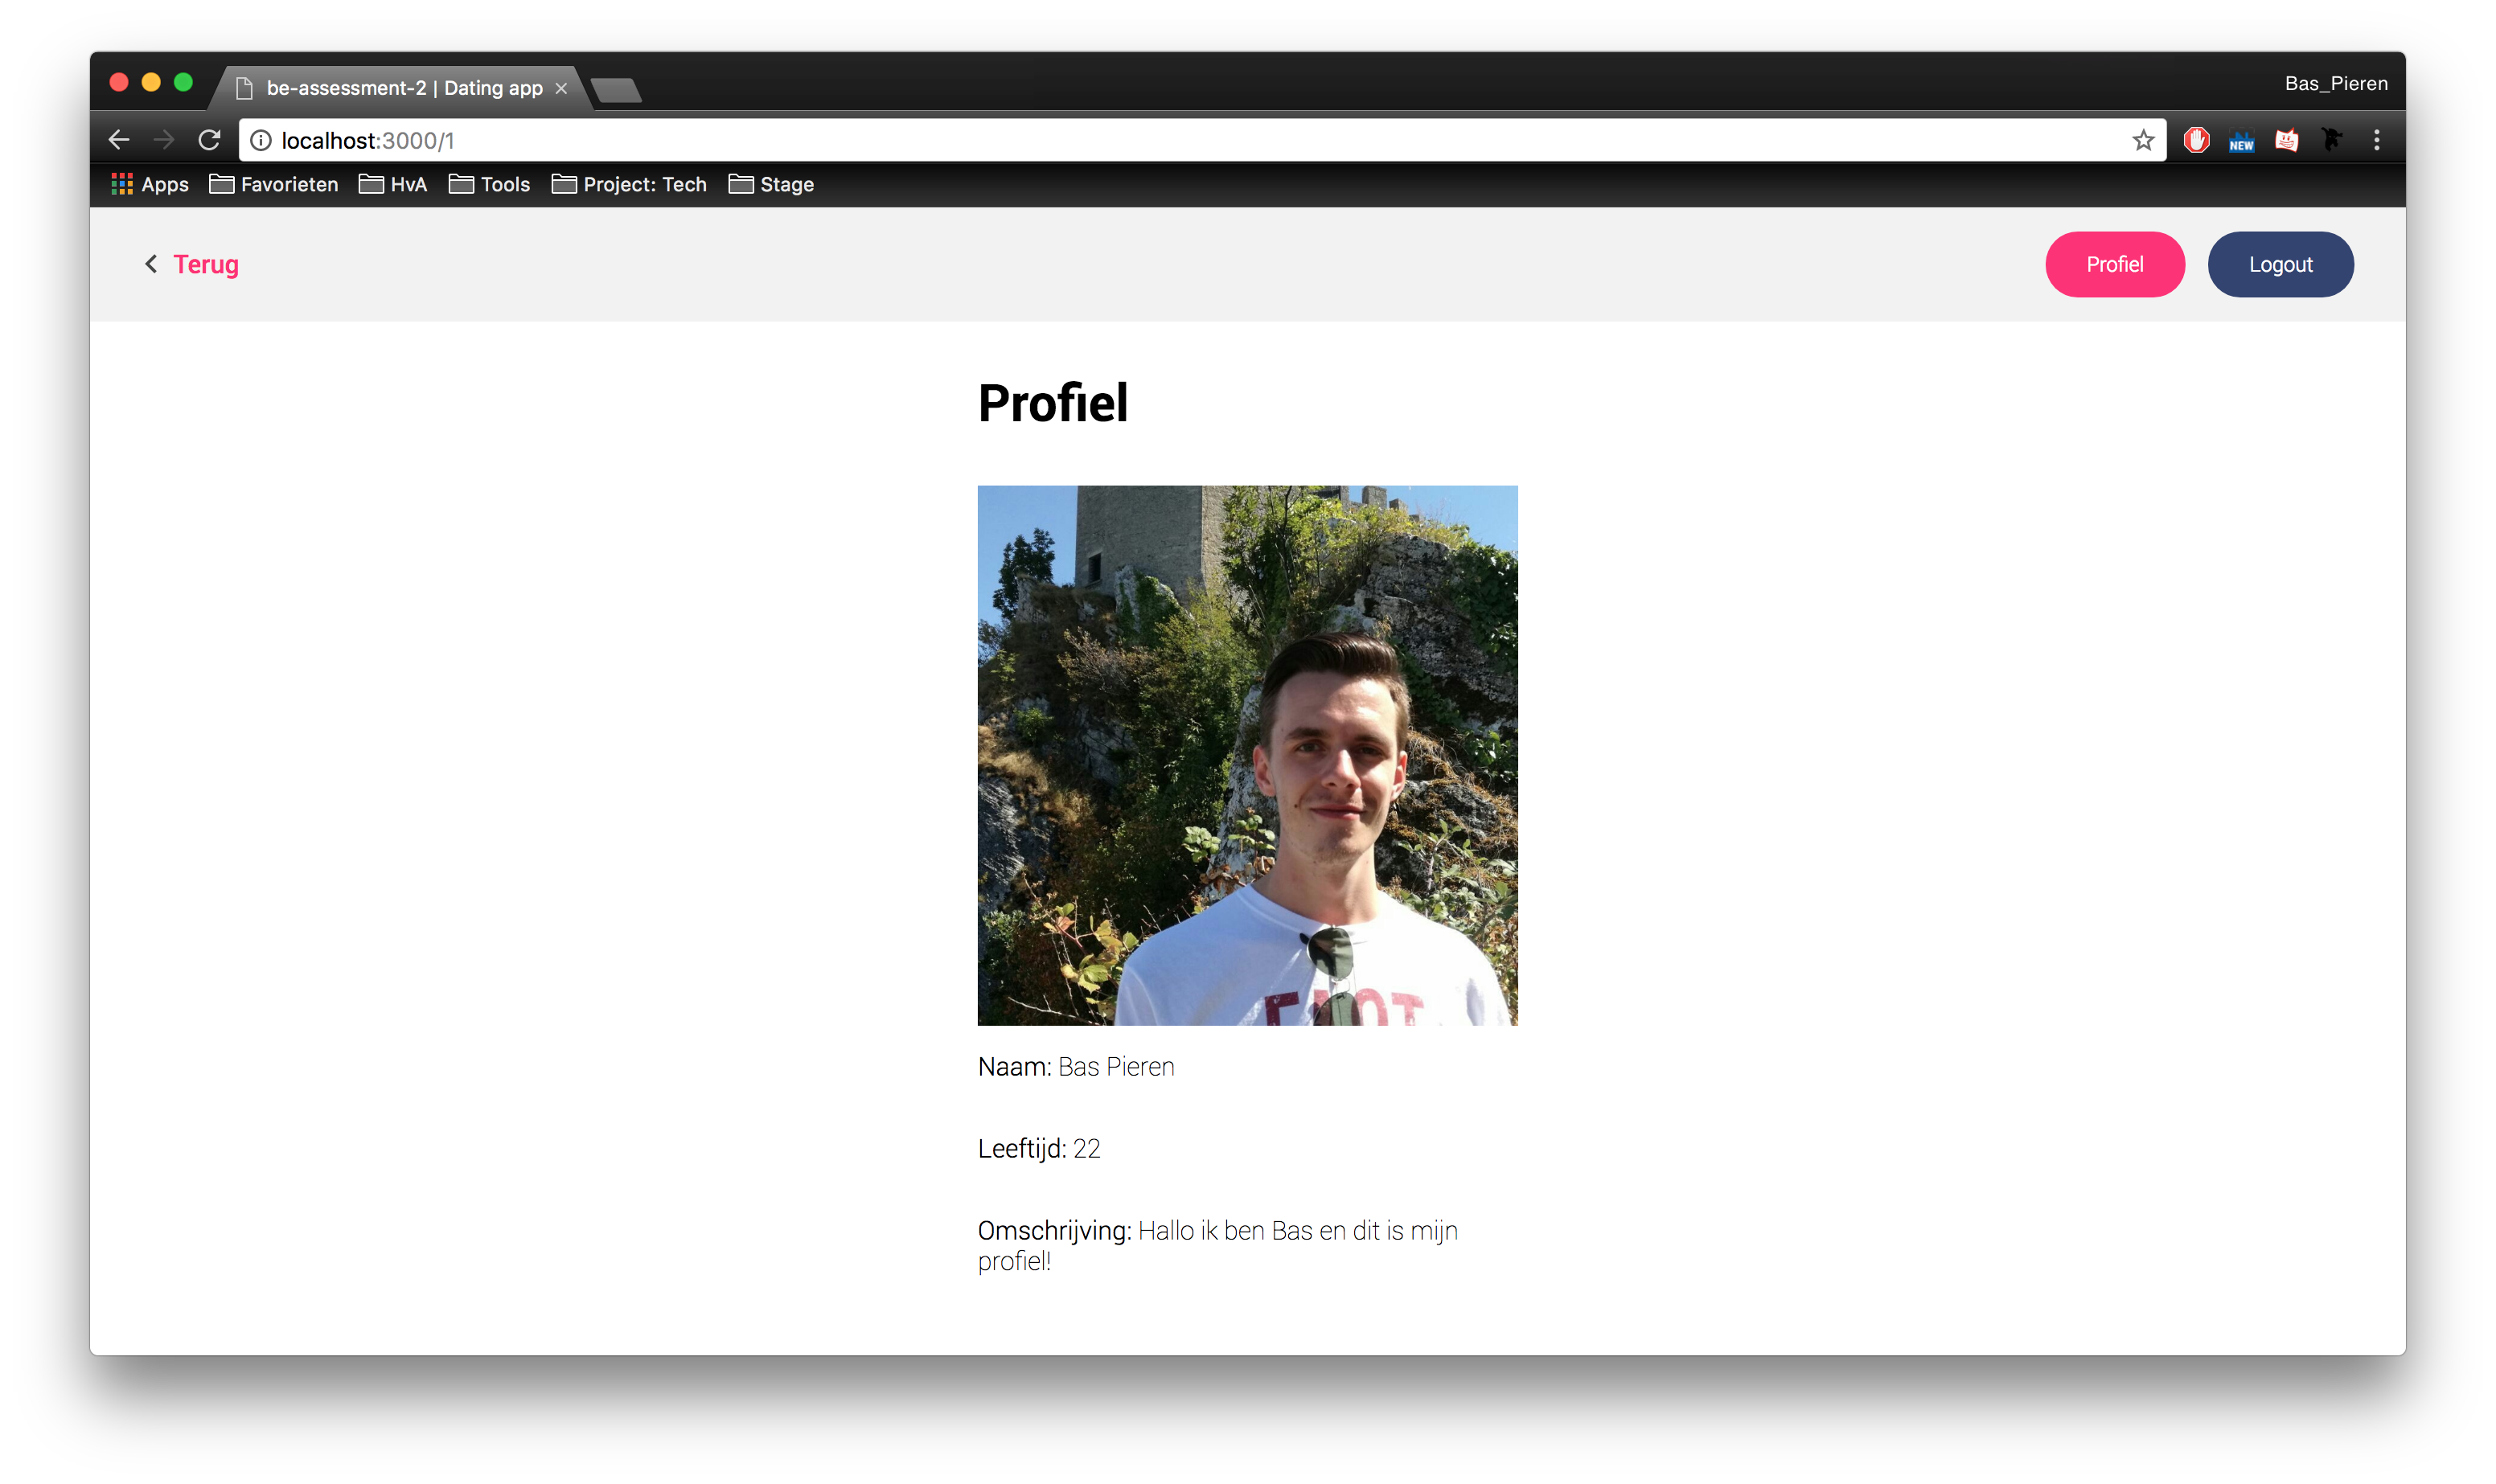 be-assessment-2 | Dating app
Bas_Pieren
localhost:3000/1
NEW
Apps Favorieten HvA Tools Project: Tech Stage
Terug
Profiel Logout
Profiel
Naam: Bas Pieren
Leeftijd: 22
Omschrijving: Hallo ik ben Bas en dit is mijn
profiel!